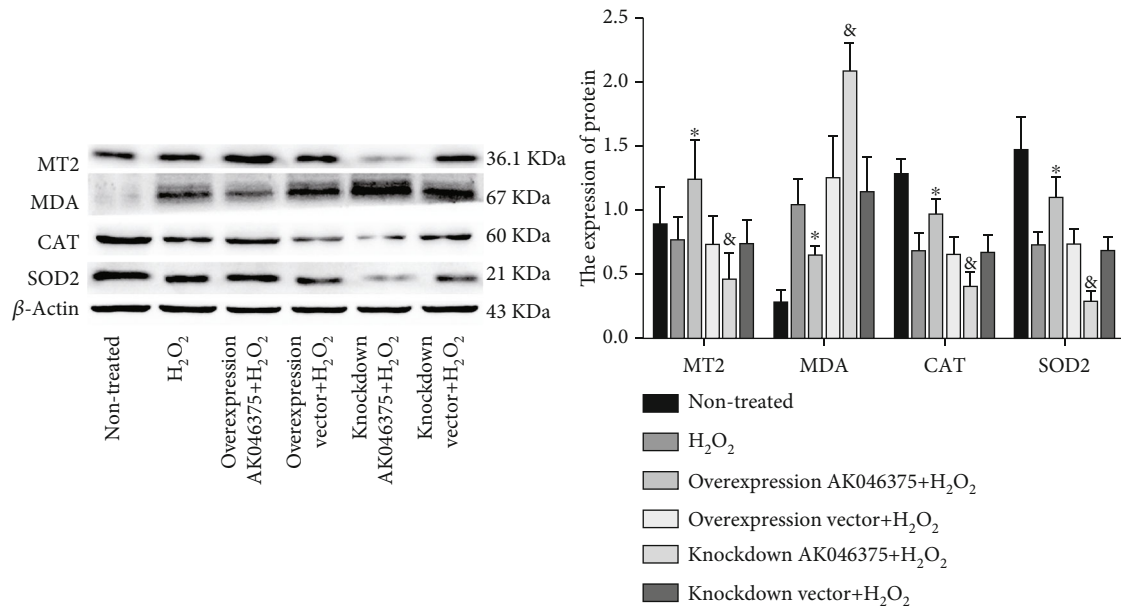 MT2
36.1 KDa
MDA
67 KDa
CAT
60 KDa
SOD2
21 KDa
β-Actin
43 KDa
Non-treated
H₂O₂
Overexpression
AK046375+H₂O₂
Overexpression
vector+H₂O₂
Knockdown
AK046375+H₂O₂
Knockdown
vector+H₂O₂
The expression of protein
2.5
2.0
1.5
1.0
0.5
0.0
*
&
*
&
*
&
*
&
MT2
MDA
CAT
SOD2
Non-treated
H₂O₂
Overexpression AK046375+H₂O₂
Overexpression vector+H₂O₂
Knockdown AK046375+H₂O₂
Knockdown vector+H₂O₂